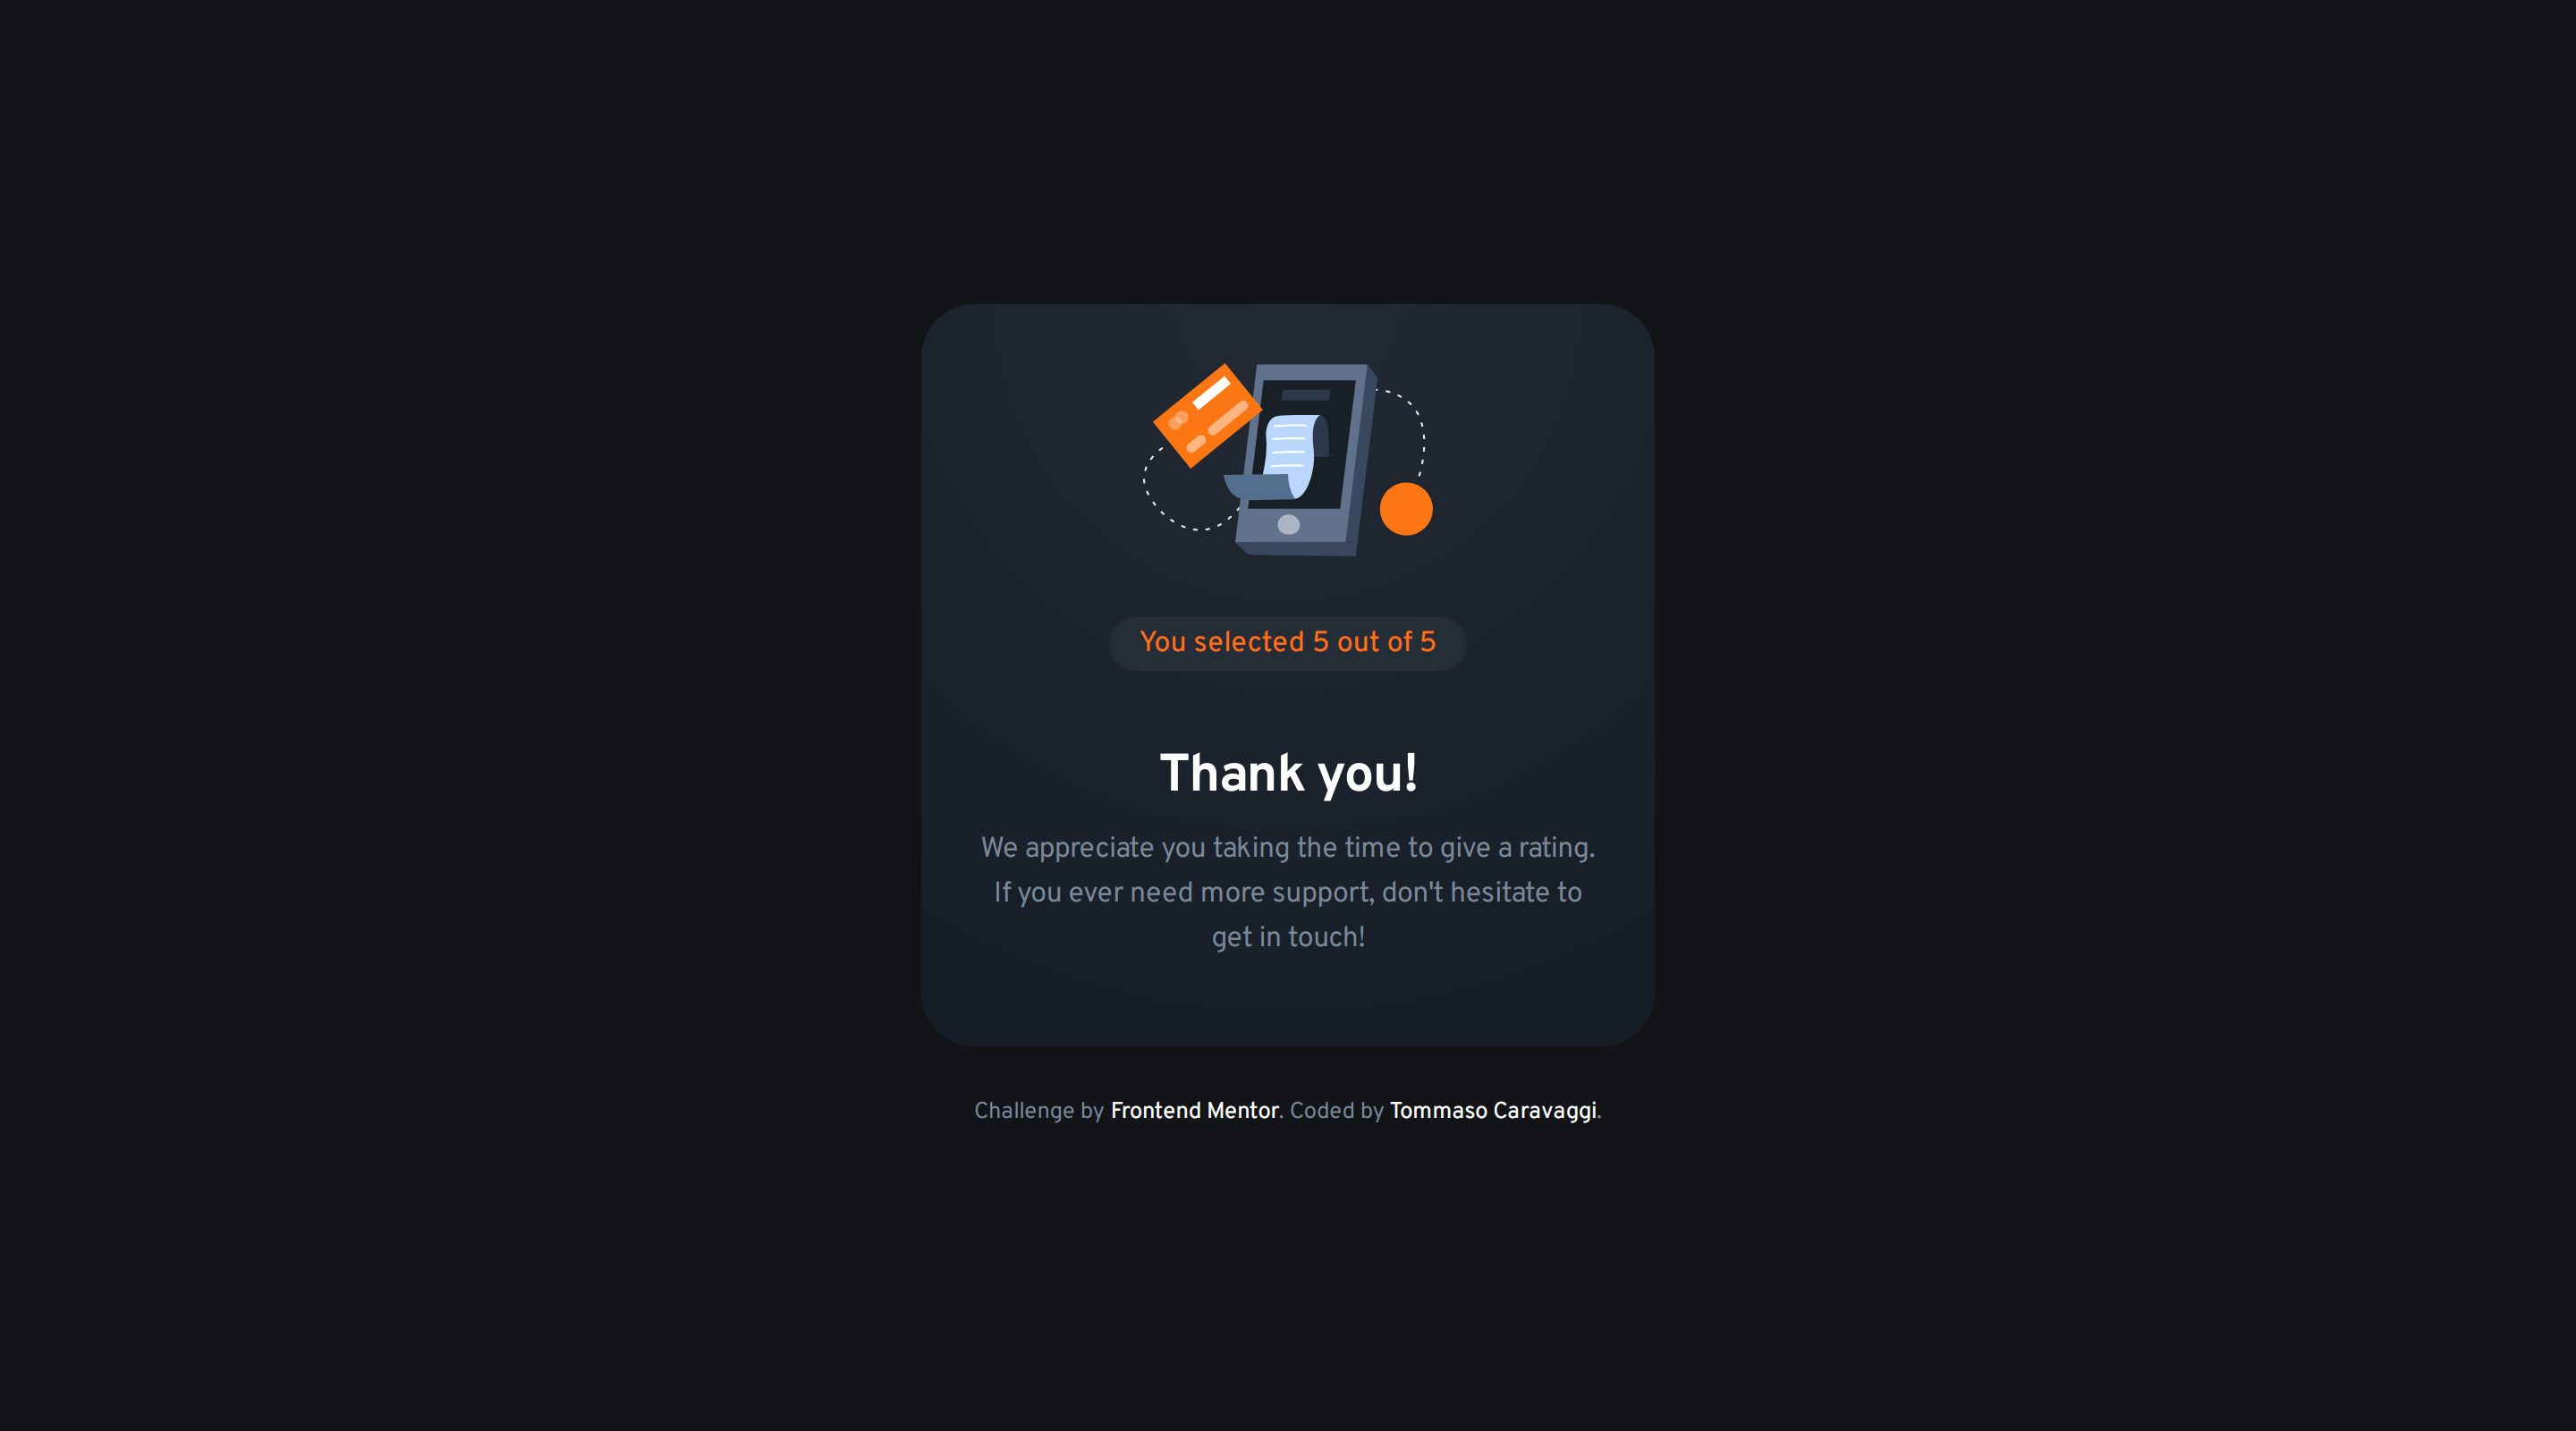 You selected 5 out of 5
Thank you!
We appreciate you taking the time to give a rating.
If you ever need more support, don't hesitate to
get in touch!
Challenge by Frontend Mentor. Coded by Tommaso Caravaggi.